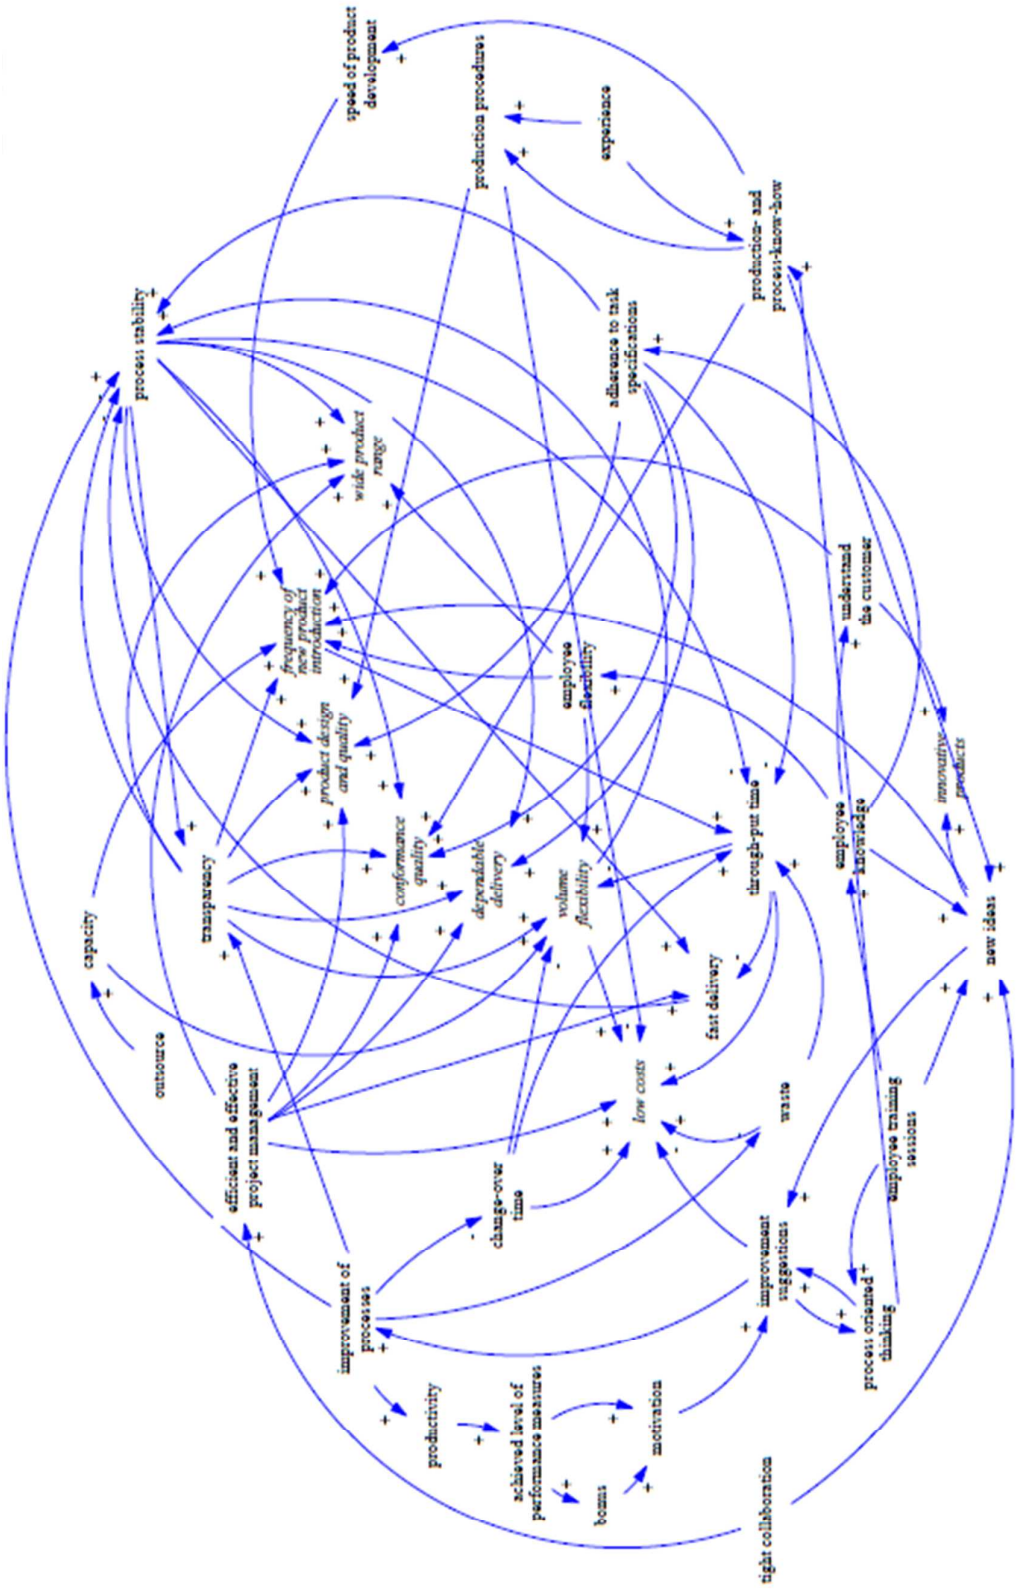 speed of product
development
production procedures
experience
production- and
process-know-how
process stability
adherence to task
specifications
wide product
range
frequency of
new product
introduction
understand
the customer
employee
flexibility
product design
and quality
innovative
products
conformance
quality
dependable
delivery
volume
flexibility
through-put time
employee
knowledge
new ideas
transparency
capacity
fast delivery
outsource
low costs
waste
efficient and effective
project management
employee training
sessions
change-over
time
improvement
suggestions
process oriented
thinking
improvement of
processes
productivity
achieved level of
performance measures
motivation
bonus
tight collaboration